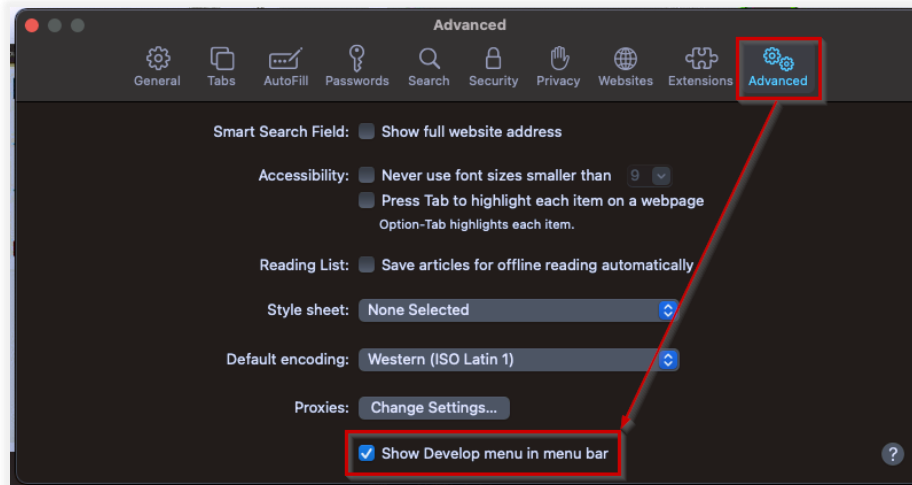 Advanced
General Tabs AutoFill Passwords Search Security Privacy Websites Extensions Advanced
Smart Search Field: Show full website address
Accessibility: Never use font sizes smaller than 9
Press Tab to highlight each item on a webpage
Option-Tab highlights each item.
Reading List: Save articles for offline reading automatically
Style sheet: None Selected
Default encoding: Western (ISO Latin 1)
Proxies: Change Settings...
Show Develop menu in menu bar ?